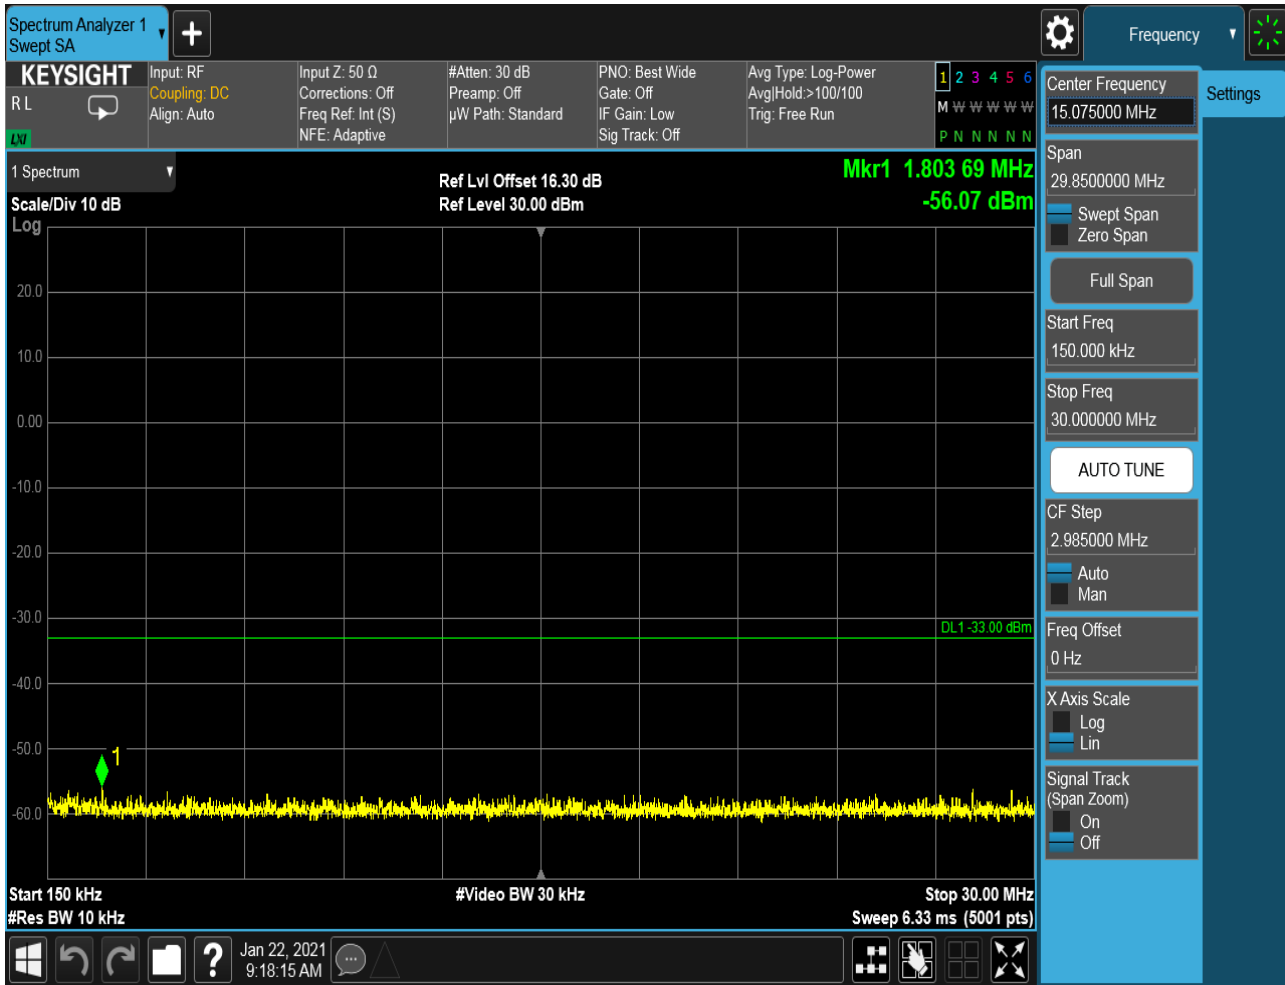 Spectrum Analyzer 1
Swept SA
+
Frequency
KEYSIGHT
R L
LXI
Input: RF
Coupling: DC
Align: Auto
Input Z: 50 Ω
Corrections: Off
Freq Ref: Int (S)
NFE: Adaptive
#Atten: 30 dB
Preamp: Off
µW Path: Standard
PNO: Best Wide
Gate: Off
IF Gain: Low
Sig Track: Off
Avg Type: Log-Power
Avg|Hold:>100/100
Trig: Free Run
1 2 3 4 5 6
M W W W W W
P N N N N N
1 Spectrum
Scale/Div 10 dB
Log
Ref Lvl Offset 16.30 dB
Ref Level 30.00 dBm
Mkr1 1.803 69 MHz
-56.07 dBm
20.0
10.0
0.00
-10.0
-20.0
-30.0
DL1 -33.00 dBm
-40.0
-50.0
1
-60.0
Start 150 kHz
#Res BW 10 kHz
#Video BW 30 kHz
Stop 30.00 MHz
Sweep 6.33 ms (5001 pts)
?
Jan 22, 2021
9:18:15 AM
Center Frequency
15.075000 MHz
Settings
Span
29.8500000 MHz
Swept Span
Zero Span
Full Span
Start Freq
150.000 kHz
Stop Freq
30.000000 MHz
AUTO TUNE
CF Step
2.985000 MHz
Auto
Man
Freq Offset
0 Hz
X Axis Scale
Log
Lin
Signal Track
(Span Zoom)
On
Off